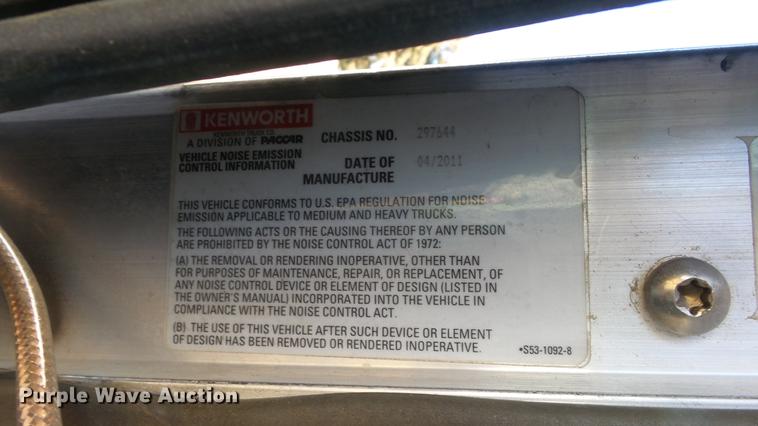 KENWORTH
KENWORTH TRUCK CO.
A DIVISION OF PACCAR
CHASSIS NO. 297644
VEHICLE NOISE EMISSION
CONTROL INFORMATION
DATE OF
MANUFACTURE
04/2011
THIS VEHICLE CONFORMS TO U.S. EPA REGULATION FOR NOISE
EMISSION APPLICABLE TO MEDIUM AND HEAVY TRUCKS.
THE FOLLOWING ACTS OR THE CAUSING THEREOF BY ANY PERSON
ARE PROHIBITED BY THE NOISE CONTROL ACT OF 1972:
(A) THE REMOVAL OR RENDERING INOPERATIVE, OTHER THAN
FOR PURPOSES OF MAINTENANCE, REPAIR, OR REPLACEMENT, OF
ANY NOISE CONTROL DEVICE OR ELEMENT OF DESIGN (LISTED IN
THE OWNER'S MANUAL) INCORPORATED INTO THE VEHICLE IN
COMPLIANCE WITH THE NOISE CONTROL ACT.
(B) THE USE OF THIS VEHICLE AFTER SUCH DEVICE OR ELEMENT
OF DESIGN HAS BEEN REMOVED OR RENDERED INOPERATIVE.
*S53-1092-8
Purple Wave Auction